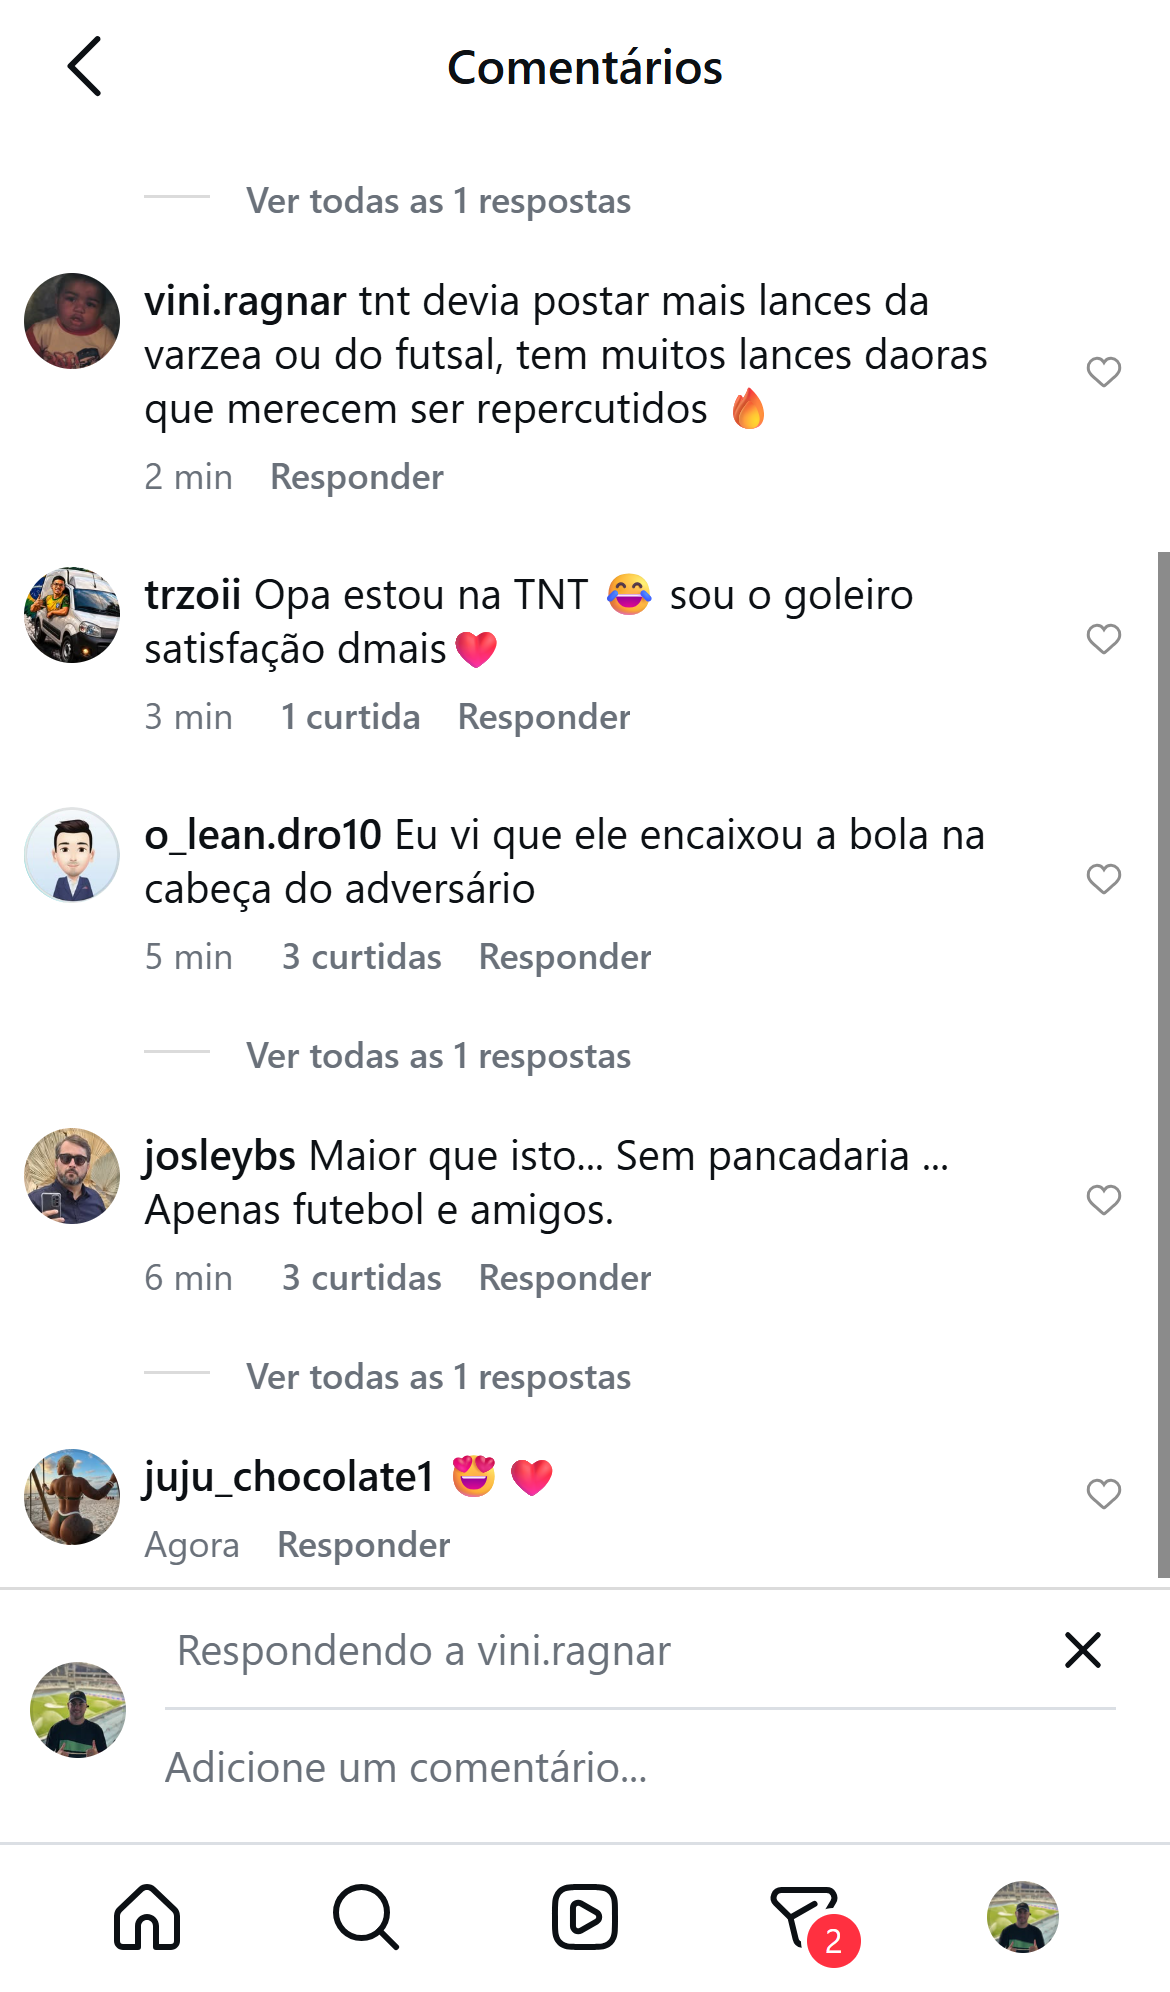 Comentários
Ver todas as 1 respostas
vini.ragnar tnt devia postar mais lances da
varzea ou do futsal, tem muitos lances daoras
que merecem ser repercutidos 🔥
2 min Responder
trzoii Opa estou na TNT 😂 sou o goleiro
satisfação dmais❤️
3 min 1 curtida Responder
o_lean.dro10 Eu vi que ele encaixou a bola na
cabeça do adversário
5 min 3 curtidas Responder
Ver todas as 1 respostas
josleybs Maior que isto... Sem pancadaria ...
Apenas futebol e amigos.
6 min 3 curtidas Responder
Ver todas as 1 respostas
juju_chocolate1 😍 ❤️
Agora Responder
Respondendo a vini.ragnar
Adicione um comentário...
2